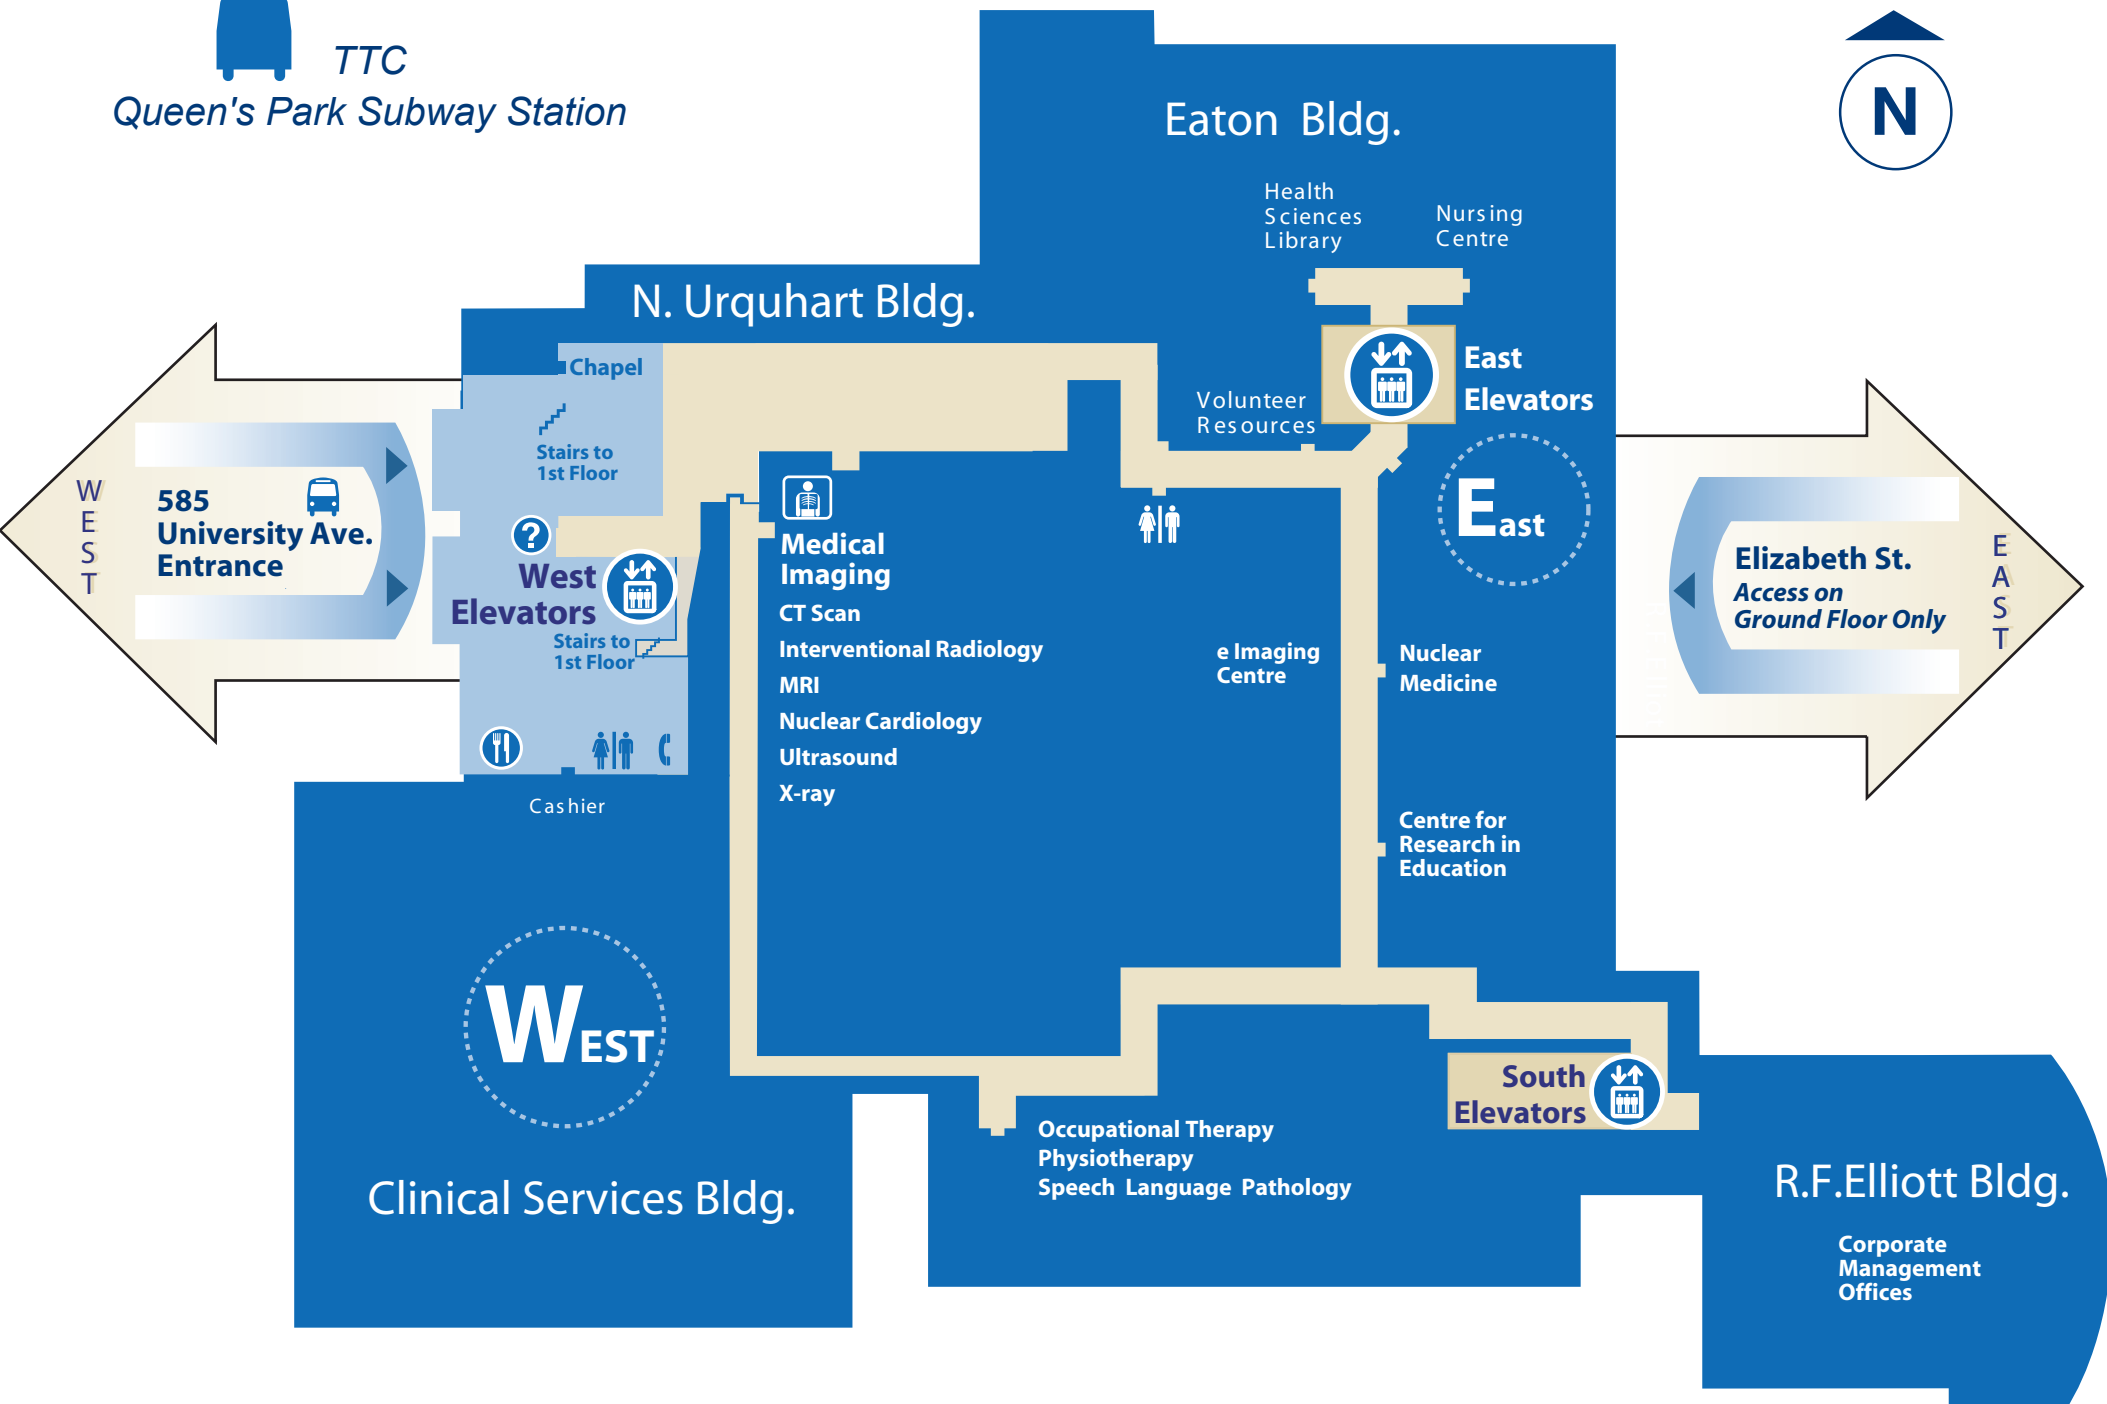 TTC
Queen's Park Subway Station
N
Eaton Bldg.
Health
Sciences
Library
Nursing
Centre
N. Urquhart Bldg.
Chapel
East
Elevators
Volunteer
Resources
Stairs to
1st Floor
WEST
585
University Ave.
Entrance
?
West
Elevators
Stairs to
1st Floor
Medical
Imaging
CT Scan
Interventional Radiology
MRI
Nuclear Cardiology
Ultrasound
X-ray
East
Elizabeth St.
Access on
Ground Floor Only
EAST
e Imaging
Centre
Nuclear
Medicine
Cashier
Centre for
Research in
Education
WEST
South
Elevators
Occupational Therapy
Physiotherapy
Speech Language Pathology
Clinical Services Bldg.
R.F.Elliott Bldg.
Corporate
Management
Offices